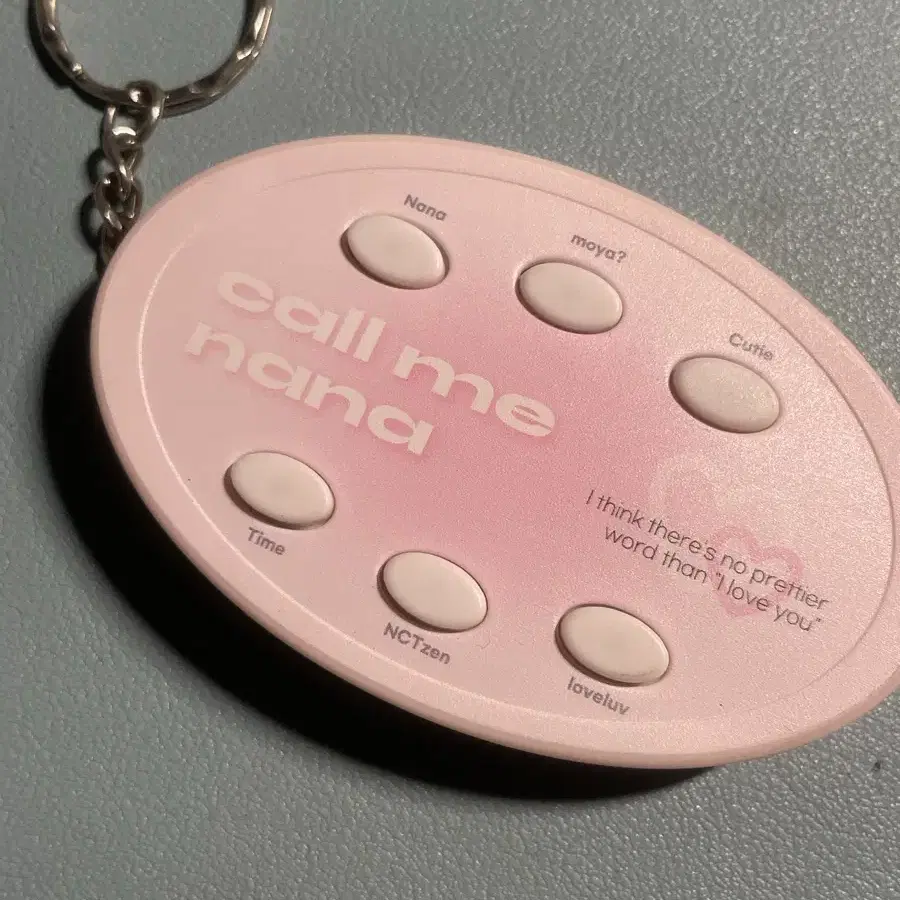 Nana
moya?
Cutie
call me
nana
I think there's no prettier
word than "I love you"
Time
NCTzen
loveluv